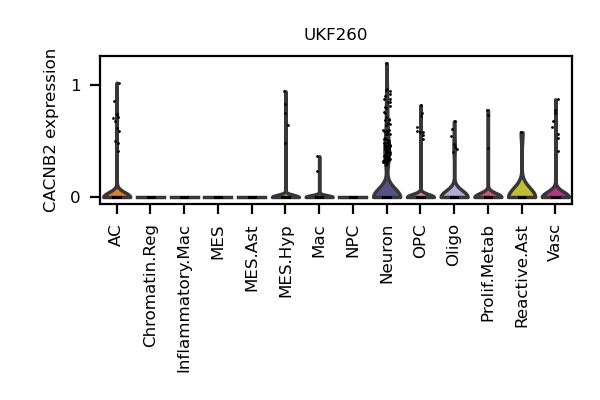 UKF260
CACNB2 expression
1
0
AC
Chromatin.Reg
Inflammatory.Mac
MES
MES.Ast
MES.Hyp
Mac
NPC
Neuron
OPC
Oligo
Prolif.Metab
Reactive.Ast
Vasc